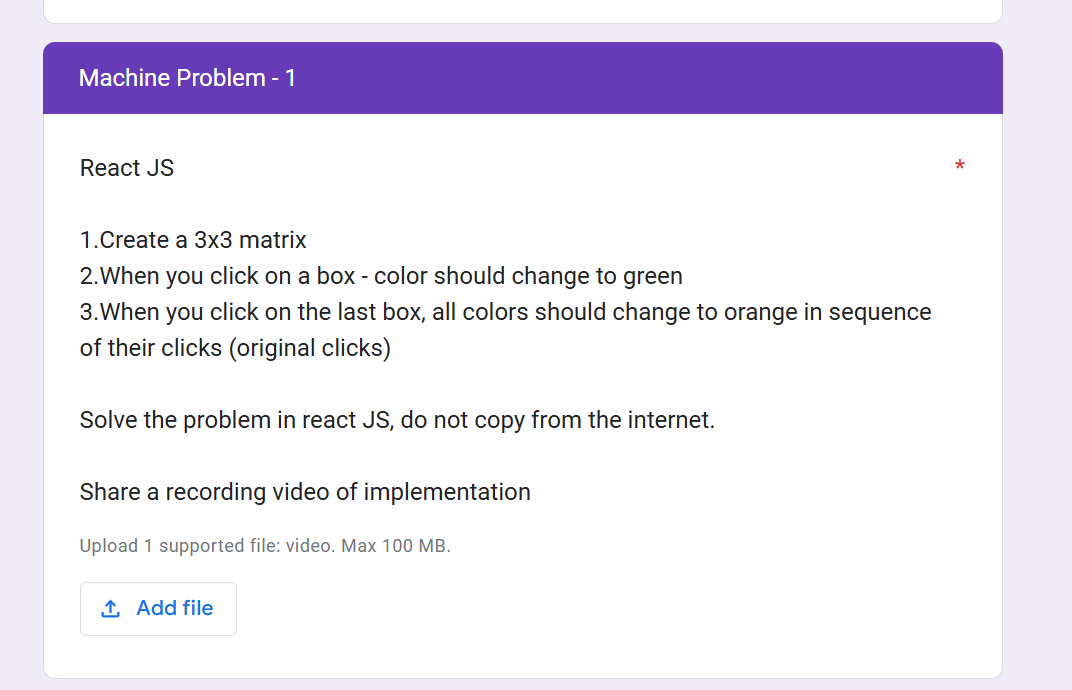 Machine Problem - 1
React JS
*
1.Create a 3x3 matrix
2.When you click on a box - color should change to green
3.When you click on the last box, all colors should change to orange in sequence
of their clicks (original clicks)
Solve the problem in react JS, do not copy from the internet.
Share a recording video of implementation
Upload 1 supported file: video. Max 100 MB.
Add file